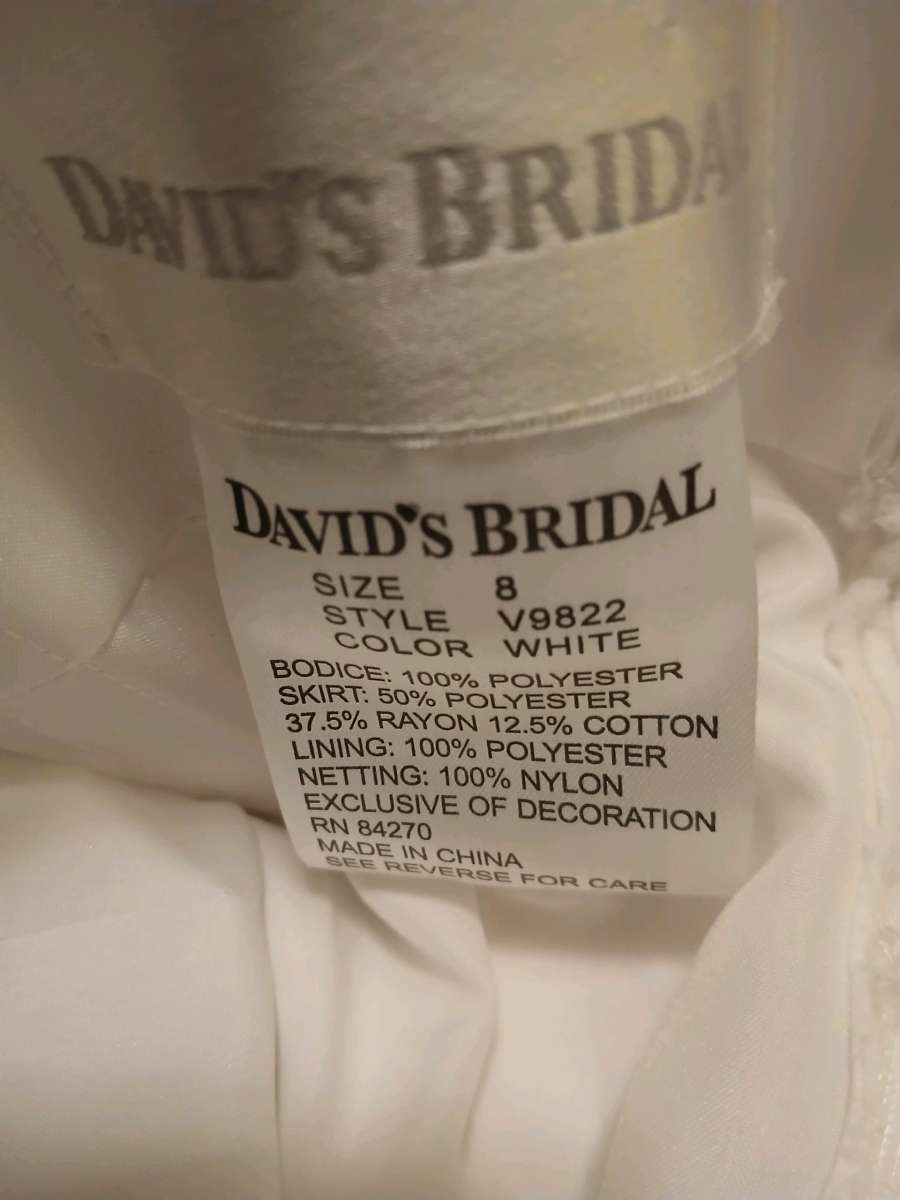 DAVID'S BRIDAL
DAVID'S BRIDAL
SIZE 8
STYLE V9822
COLOR WHITE
BODICE: 100% POLYESTER
SKIRT: 50% POLYESTER
37.5% RAYON 12.5% COTTON
LINING: 100% POLYESTER
NETTING: 100% NYLON
EXCLUSIVE OF DECORATION
RN 84270
MADE IN CHINA
SEE REVERSE FOR CARE